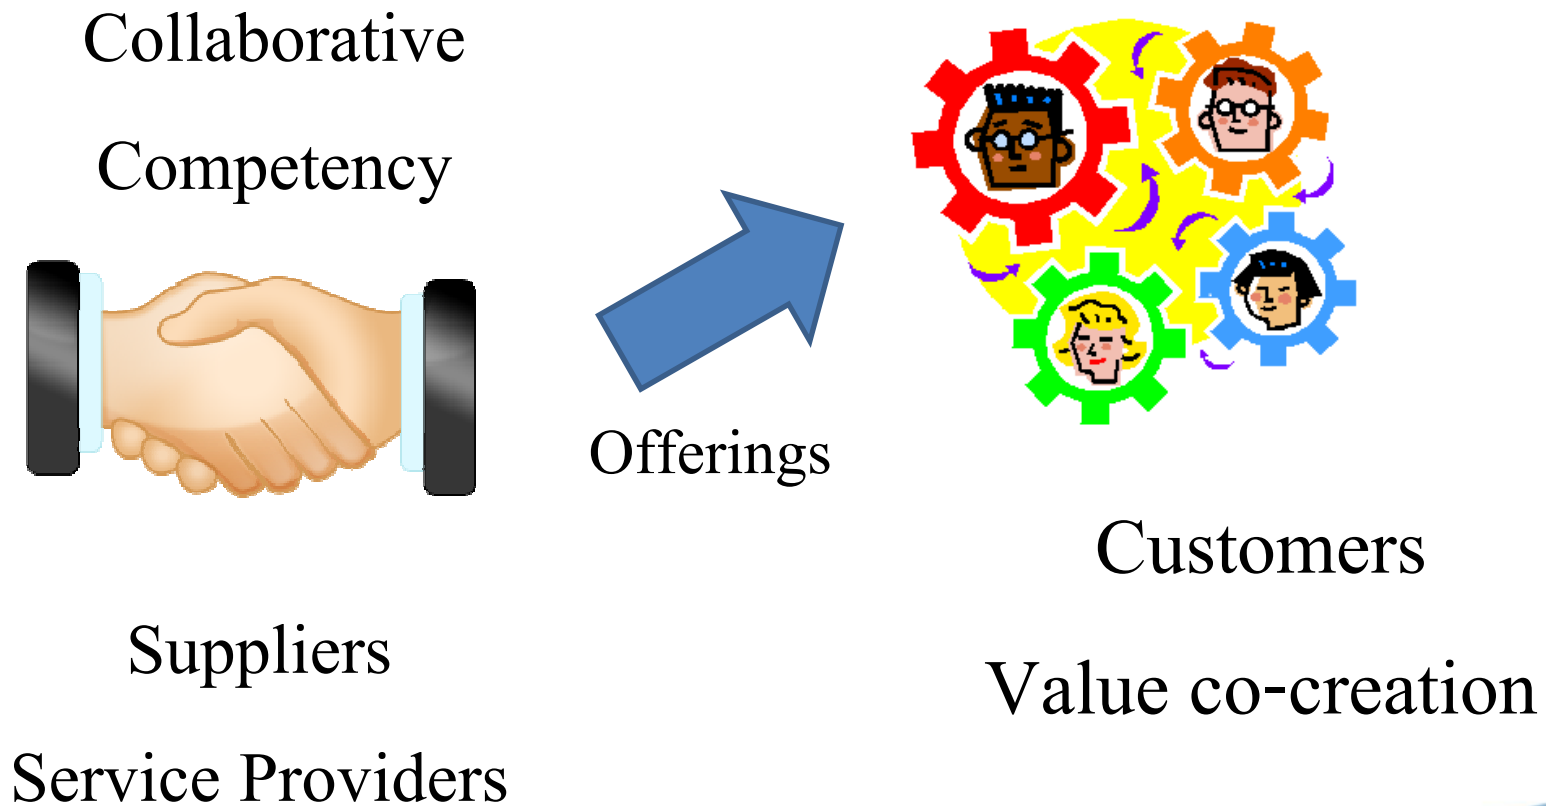 Collaborative
Competency
Offerings
Suppliers
Service Providers
Customers
Value co-creation